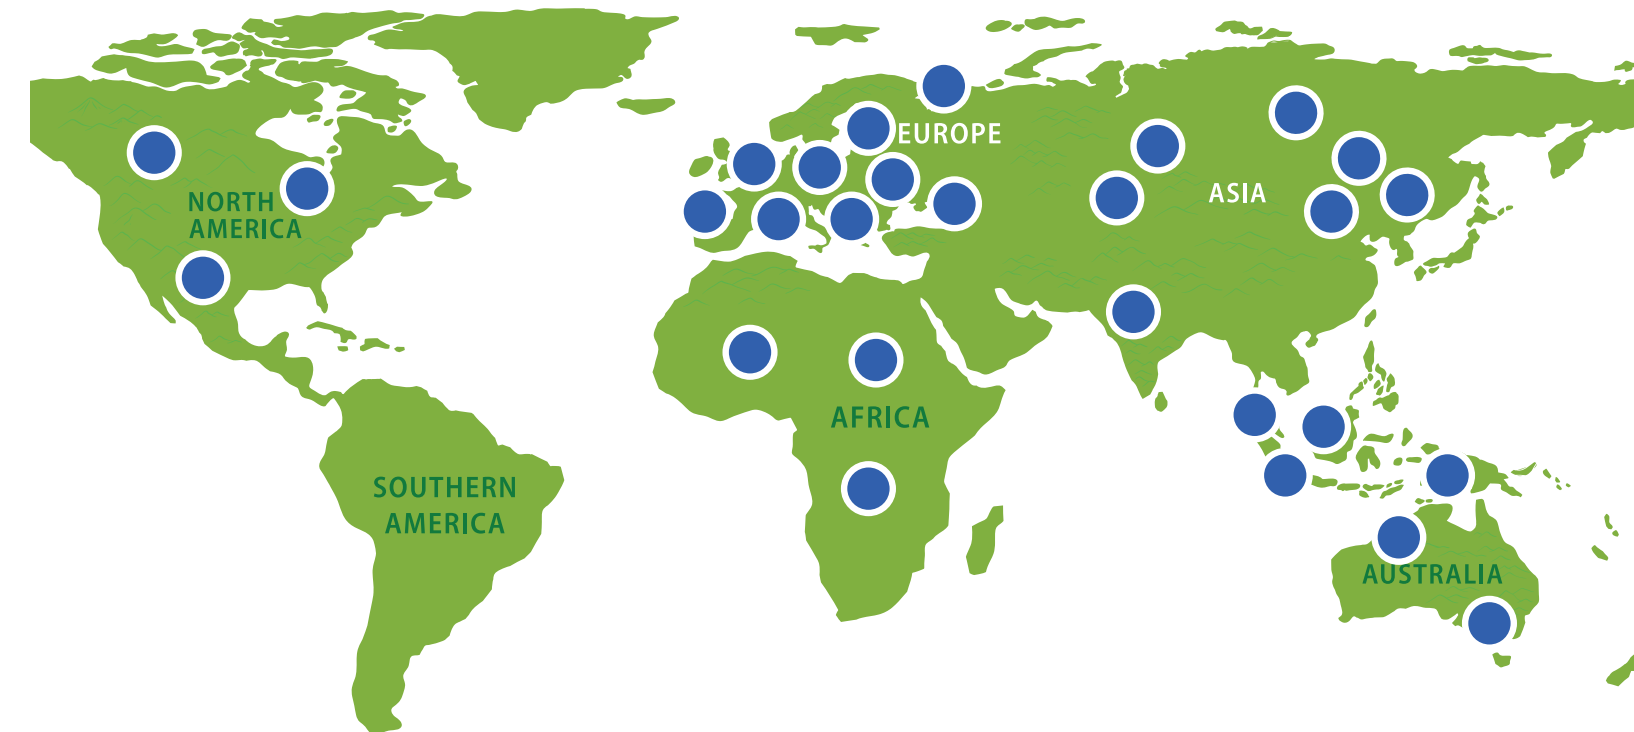 NORTH
AMERICA
EUROPE
ASIA
AFRICA
SOUTHERN
AMERICA
AUSTRALIA